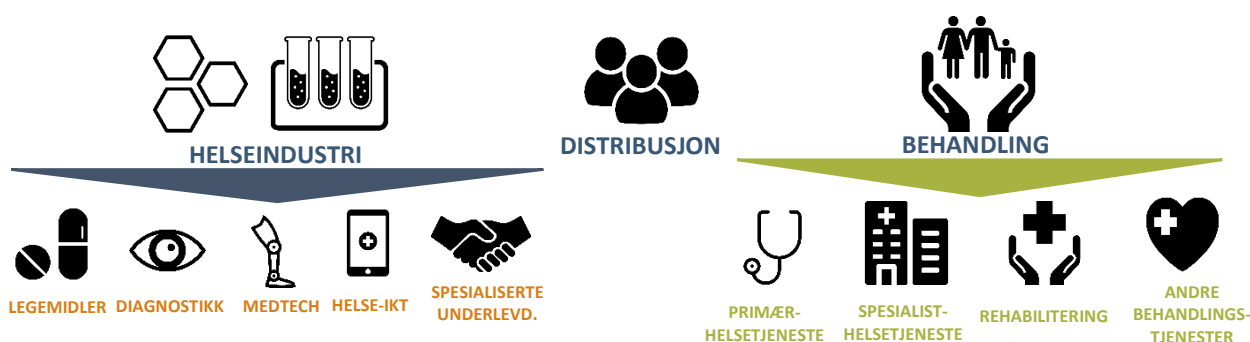 HELSEINDUSTRI
DISTRIBUSJON
BEHANDLING
LEGEMIDLER
DIAGNOSTIKK
MEDTECH
HELSE-IKT
SPESIALISERTE
UNDERLEVD.
PRIMÆR-
HELSETJENESTE
SPESIALIST-
HELSETJENESTE
REHABILITERING
ANDRE
BEHANDLINGS-
TJENESTER